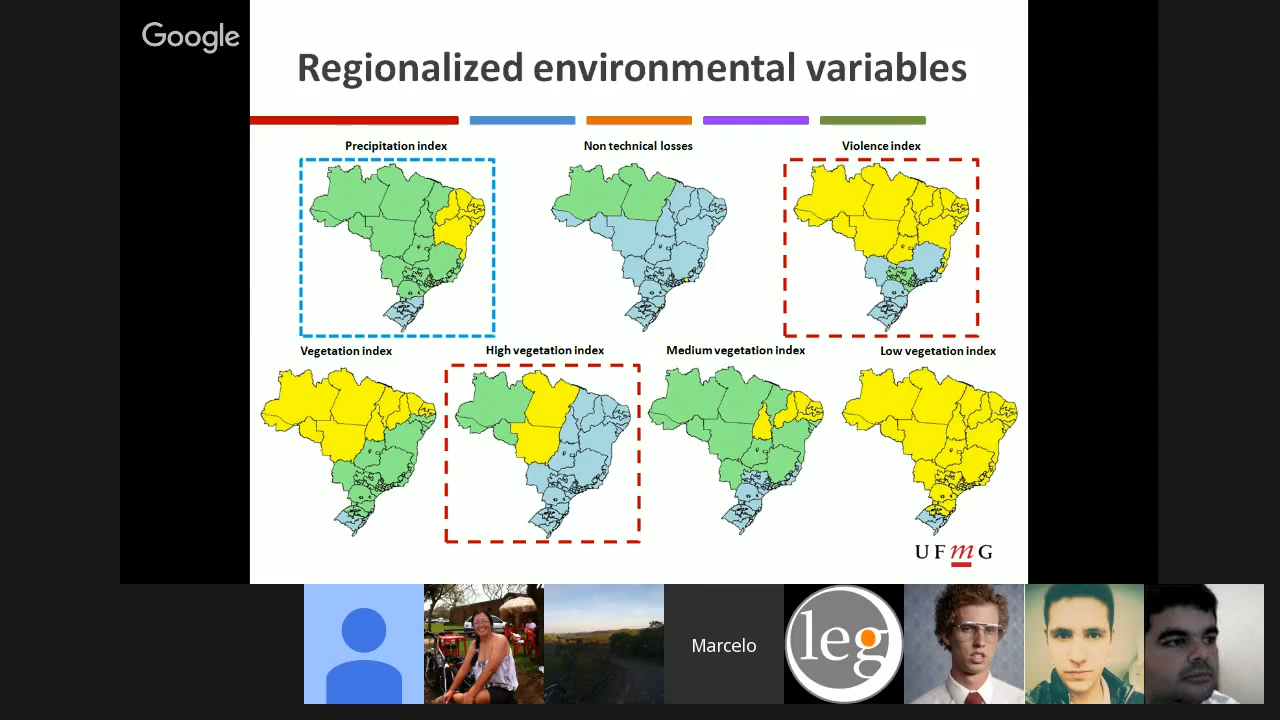 Google
Regionalized environmental variables
Precipitation index
Non technical losses
Violence index
Vegetation index
High vegetation index
Medium vegetation index
Low vegetation index
UFmG
Marcelo
leg